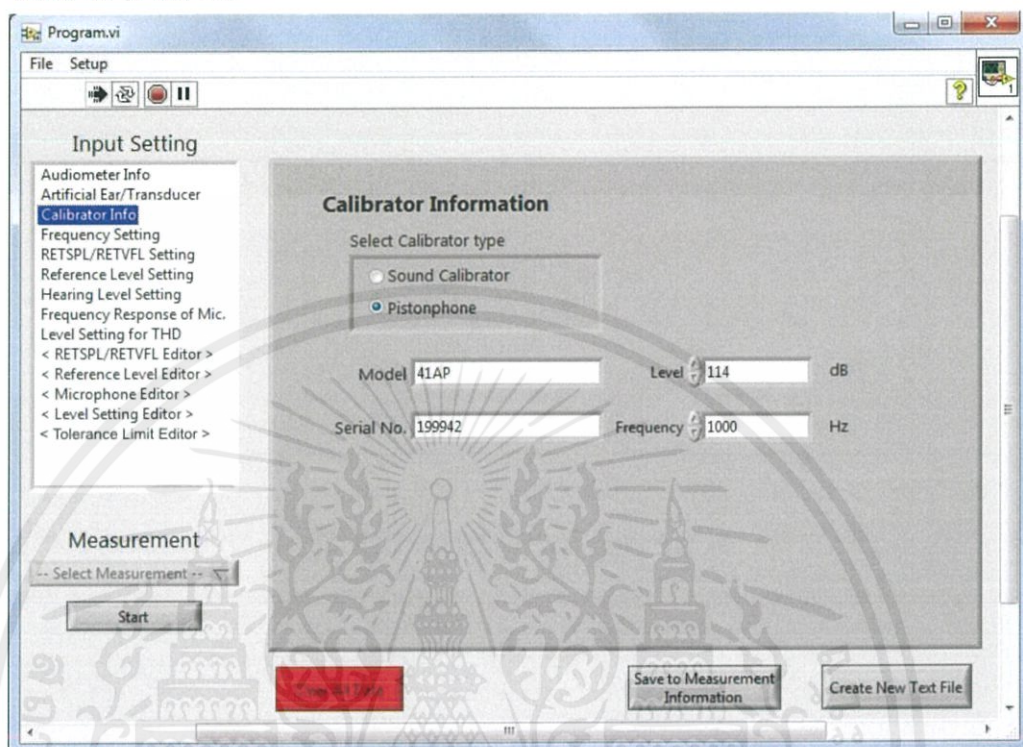 Program.vi
File Setup
Input Setting
Audiometer Info
Artificial Ear/Transducer
Calibrator Info
Frequency Setting
RETSPL/RETVFL Setting
Reference Level Setting
Hearing Level Setting
Frequency Response of Mic.
Level Setting for THD
< RETSPL/RETVFL Editor >
< Reference Level Editor >
< Microphone Editor >
< Level Setting Editor >
< Tolerance Limit Editor >
Measurement
-- Select Measurement --
Start
Calibrator Information
Select Calibrator type
Sound Calibrator
Pistonphone
Model 41AP
Level 114 dB
Serial No. 199942
Frequency 1000 Hz
Save to Measurement
Information
Create New Text File
1